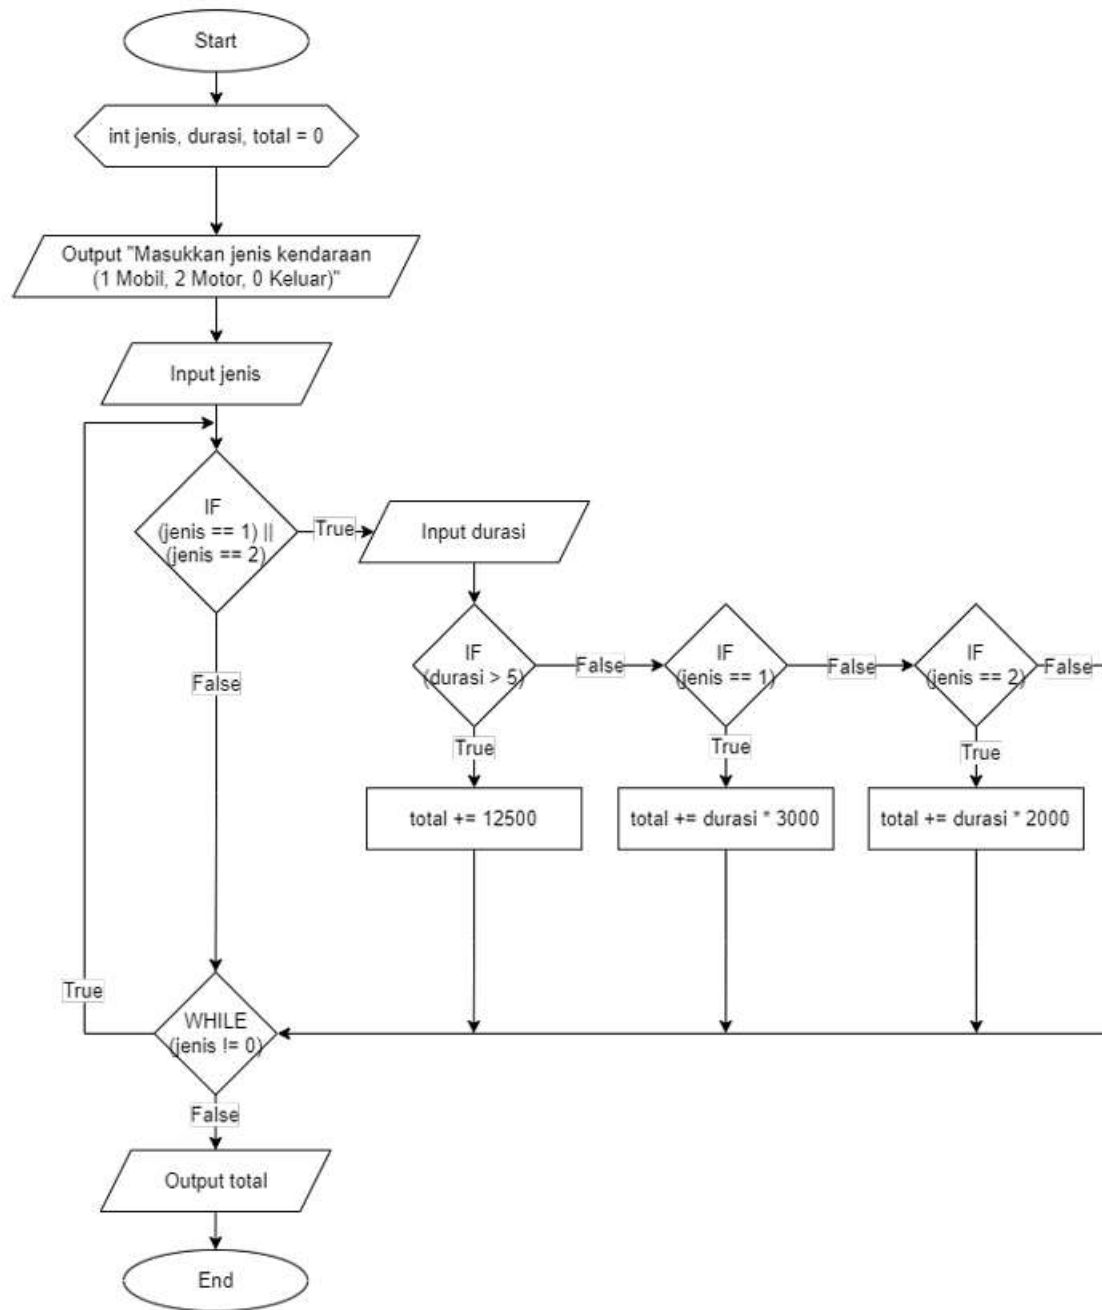 Start
int jenis, durasi, total = 0
Output "Masukkan jenis kendaraan
(1 Mobil, 2 Motor, 0 Keluar)"
Input jenis
IF
(jenis == 1) ||
(jenis == 2)
True
Input durasi
False
IF
(durasi > 5)
False
IF
(jenis == 1)
False
IF
(jenis == 2)
False
True
True
True
total += 12500
total += durasi * 3000
total += durasi * 2000
True
WHILE
(jenis != 0)
False
Output total
End